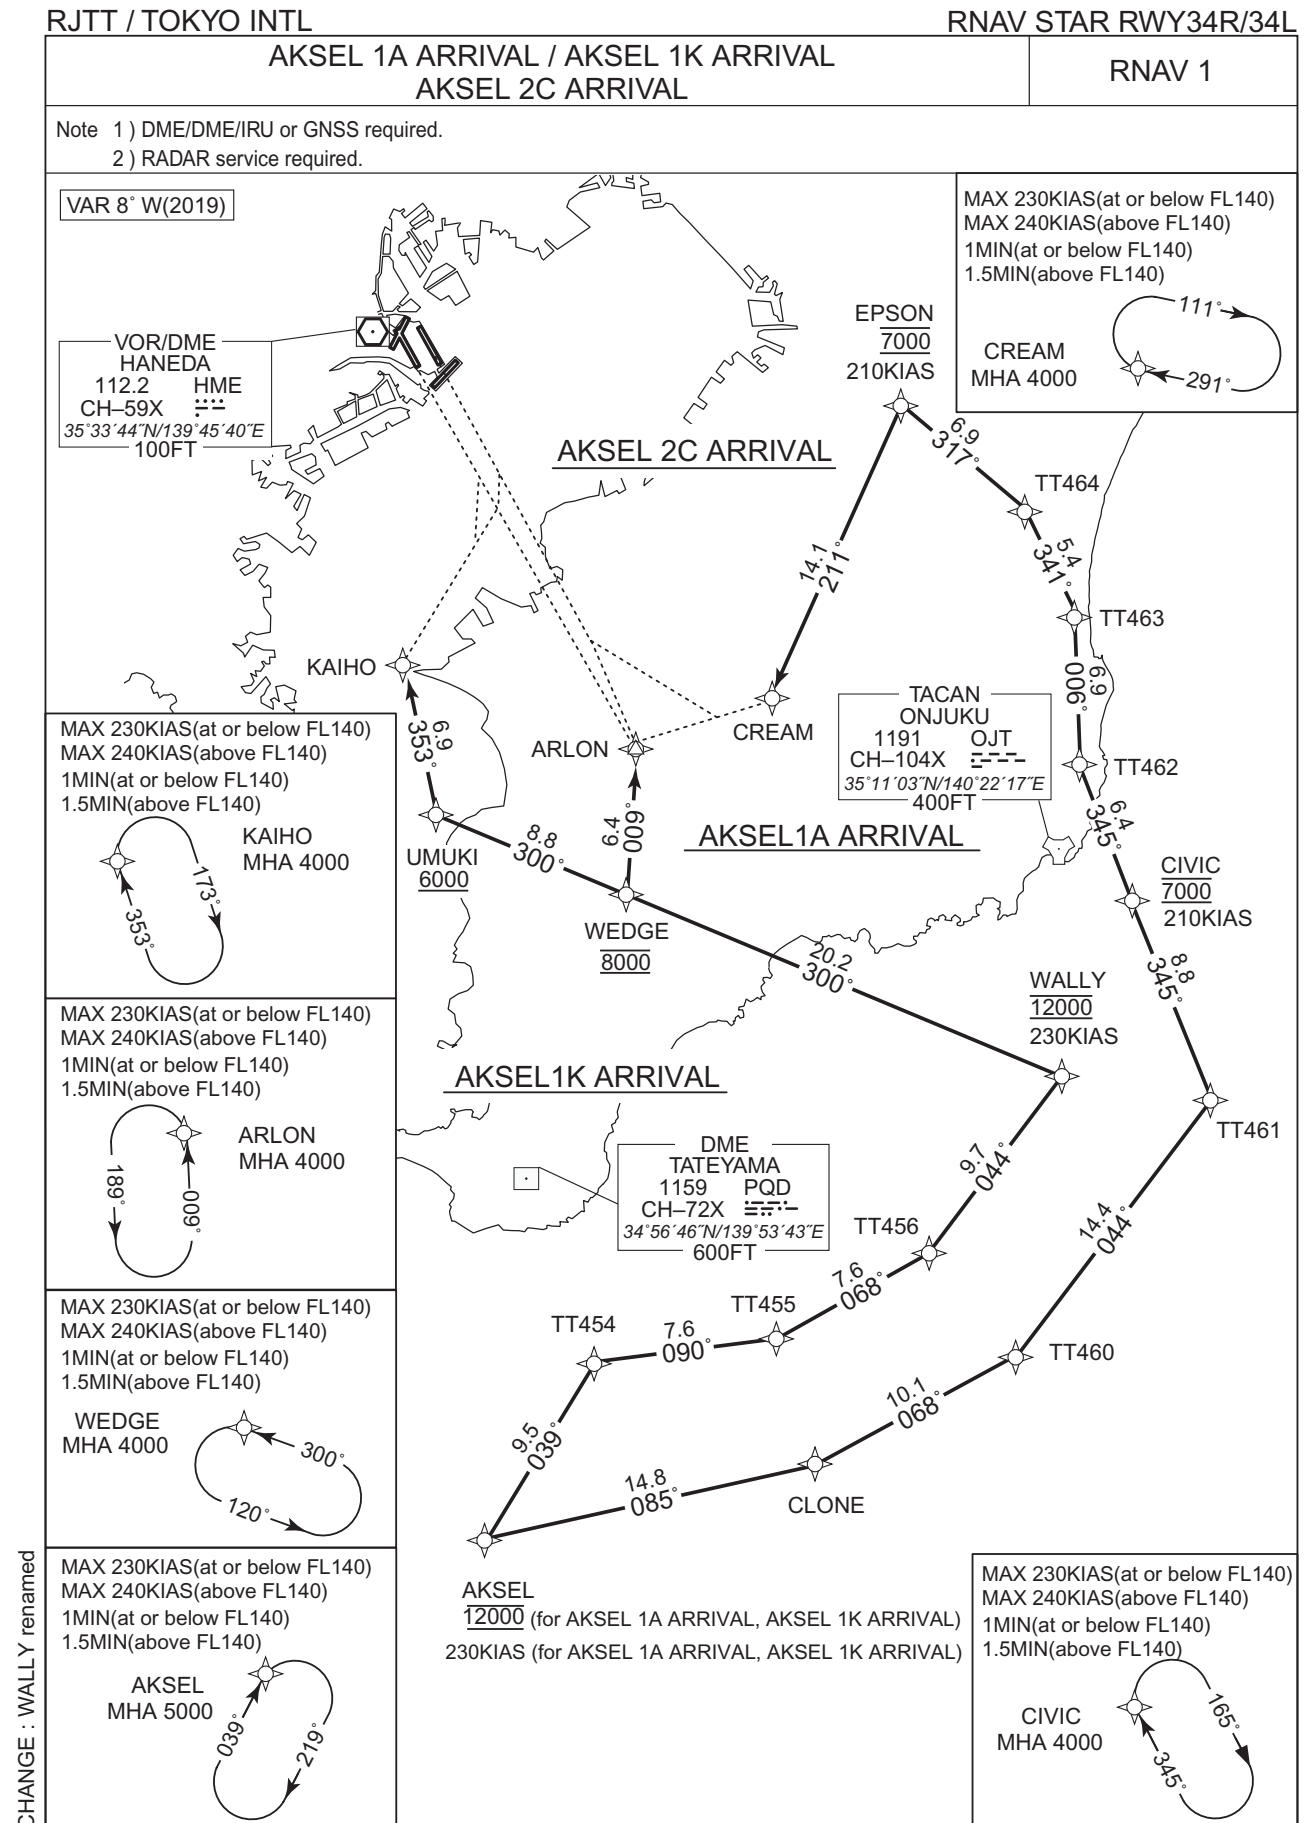 RJTT / TOKYO INTL
RNAV STAR RWY34R/34L
AKSEL 1A ARRIVAL / AKSEL 1K ARRIVAL
AKSEL 2C ARRIVAL
RNAV 1
Note 1 ) DME/DME/IRU or GNSS required.
2 ) RADAR service required.
VAR 8° W(2019)
MAX 230KIAS(at or below FL140)
MAX 240KIAS(above FL140)
1MIN(at or below FL140)
1.5MIN(above FL140)
111°
CREAM
MHA 4000
291°
VOR/DME
HANEDA
112.2 HME
CH–59X
35°33´44˝N/139°45´40˝E
100FT
EPSON
7000
210KIAS
AKSEL 2C ARRIVAL
6.9
317°
TT464
5.4
341°
14.1
211°
TT463
KAIHO
6.9
353°
ARLON
CREAM
6.9
006°
TACAN
ONJUKU
1191 OJT
CH–104X
35°11´03˝N/140°22´17˝E
400FT
TT462
6.4
345°
MAX 230KIAS(at or below FL140)
MAX 240KIAS(above FL140)
1MIN(at or below FL140)
1.5MIN(above FL140)
KAIHO
MHA 4000
173°
353°
UMUKI
6000
8.8
300°
6.4
009°
AKSEL1A ARRIVAL
CIVIC
7000
210KIAS
WEDGE
8000
20.2
300°
8.8
345°
WALLY
12000
230KIAS
MAX 230KIAS(at or below FL140)
MAX 240KIAS(above FL140)
1MIN(at or below FL140)
1.5MIN(above FL140)
ARLON
MHA 4000
189°
009°
AKSEL1K ARRIVAL
TT461
DME
TATEYAMA
1159 PQD
CH–72X
34°56´46˝N/139°53´43˝E
600FT
9.7
044°
14.4
044°
TT456
7.6
068°
TT455
TT454
7.6
090°
TT460
10.1
068°
9.5
039°
14.8
085°
CLONE
MAX 230KIAS(at or below FL140)
MAX 240KIAS(above FL140)
1MIN(at or below FL140)
1.5MIN(above FL140)
WEDGE
MHA 4000
300°
120°
AKSEL
12000 (for AKSEL 1A ARRIVAL, AKSEL 1K ARRIVAL)
230KIAS (for AKSEL 1A ARRIVAL, AKSEL 1K ARRIVAL)
MAX 230KIAS(at or below FL140)
MAX 240KIAS(above FL140)
1MIN(at or below FL140)
1.5MIN(above FL140)
AKSEL
MHA 5000
039°
219°
MAX 230KIAS(at or below FL140)
MAX 240KIAS(above FL140)
1MIN(at or below FL140)
1.5MIN(above FL140)
CIVIC
MHA 4000
165°
345°
CHANGE : WALLY renamed